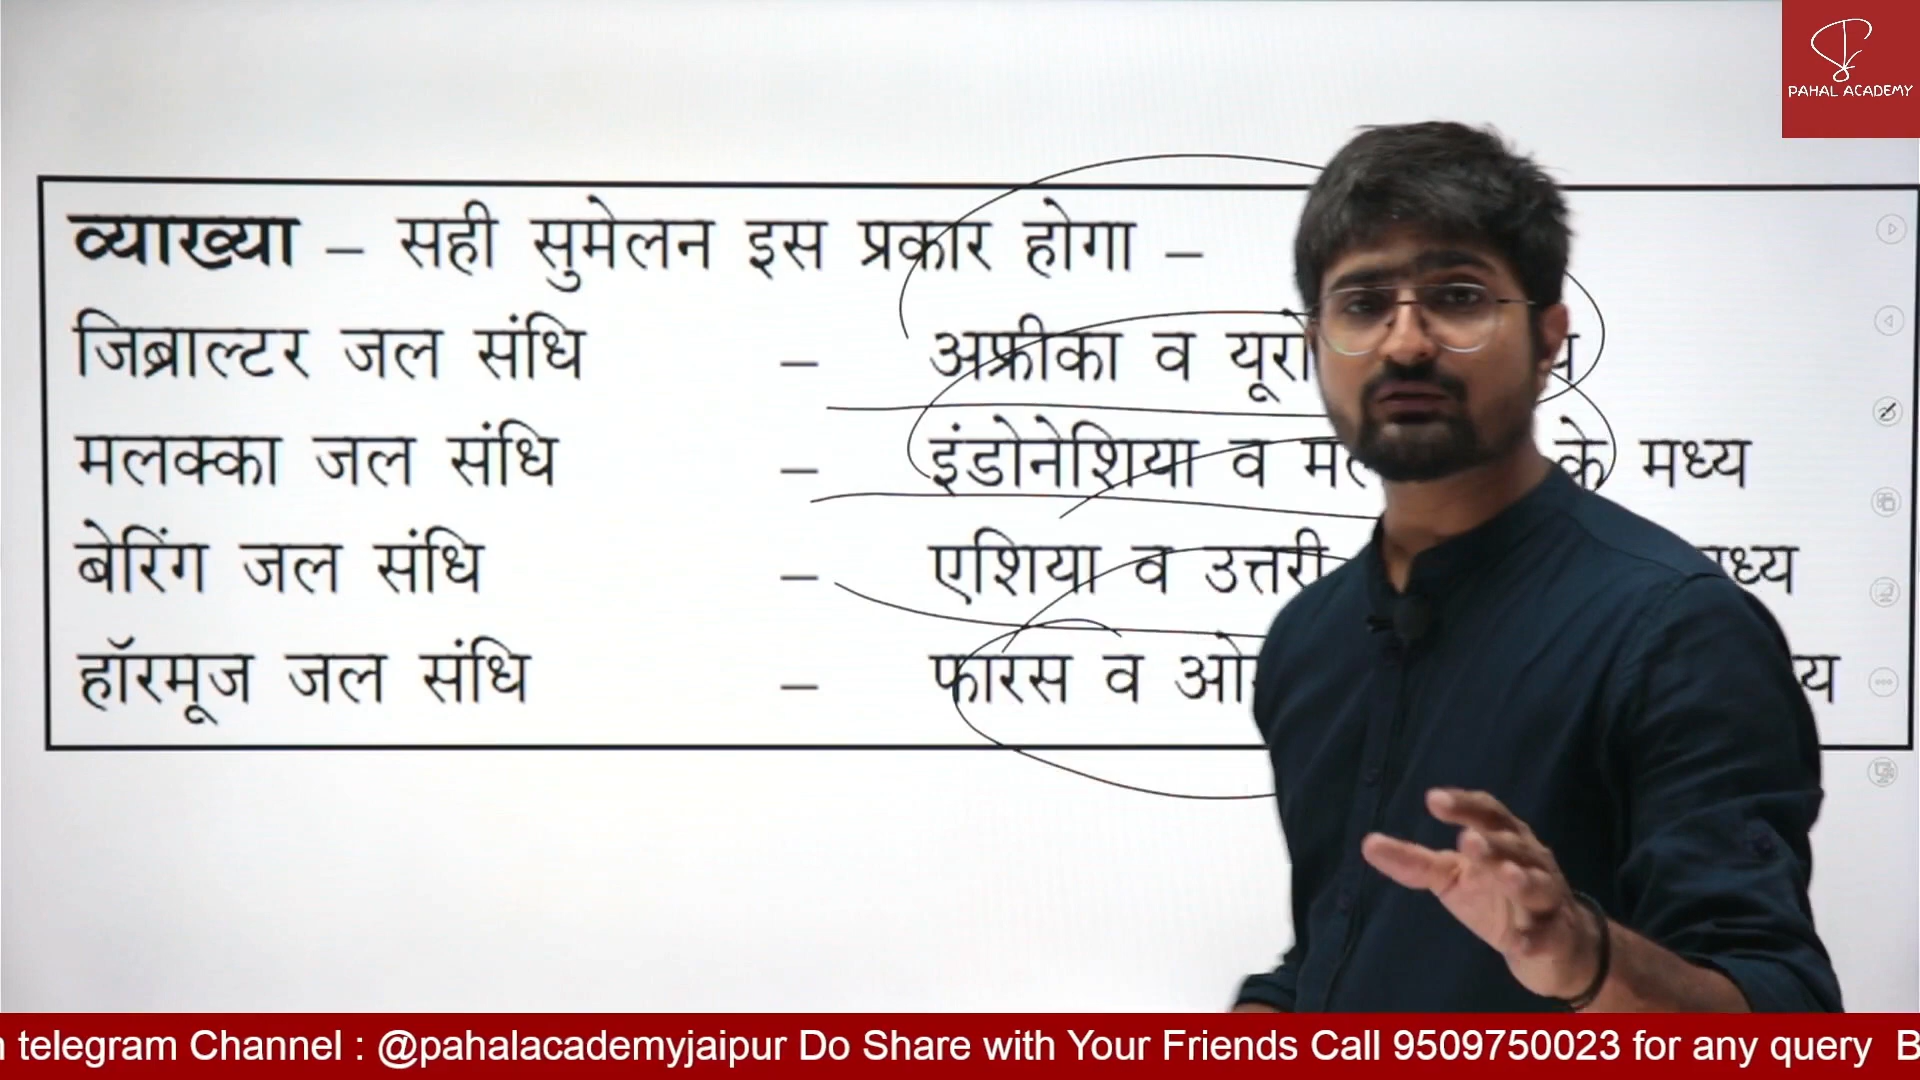 PAHAL ACADEMY
व्याख्या – सही सुमेलन इस प्रकार होगा –
जिब्राल्टर जल संधि – अफ्रीका व
मलक्का जल संधि – इंडोनेशिया व के मध्य
बेरिंग जल संधि – एशिया व उत्तरी
हॉरमूज जल संधि – फारस व
telegram Channel : @pahalacademyjaipur Do Share with Your Friends Call 9509750023 for any query